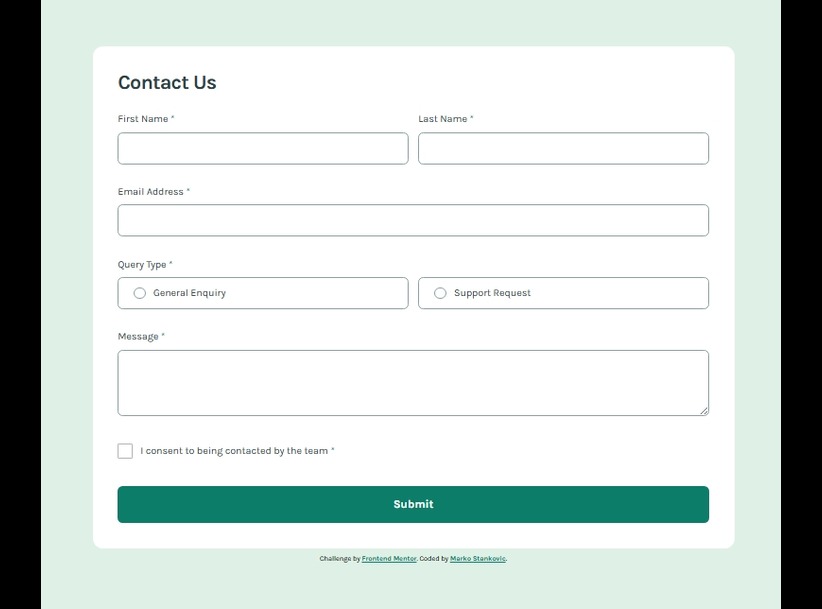 Contact Us
First Name *
Last Name *
Email Address *
Query Type *
General Enquiry
Support Request
Message *
I consent to being contacted by the team *
Submit
Challenge by Frontend Mentor. Coded by Marko Stankovic.